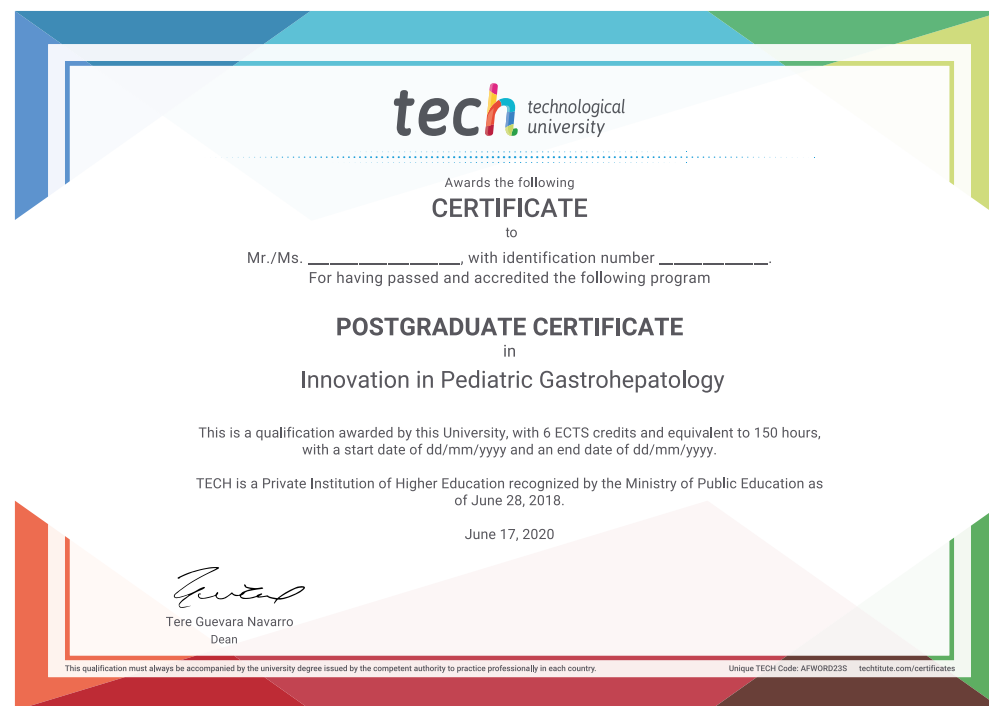 tech technological
university
Awards the following
CERTIFICATE
to
Mr./Ms. ____________________, with identification number ______________.
For having passed and accredited the following program
POSTGRADUATE CERTIFICATE
in
Innovation in Pediatric Gastrohepatology
This is a qualification awarded by this University, with 6 ECTS credits and equivalent to 150 hours,
with a start date of dd/mm/yyyy and an end date of dd/mm/yyyy.
TECH is a Private Institution of Higher Education recognized by the Ministry of Public Education as
of June 28, 2018.
June 17, 2020
Tere Guevara Navarro
Dean
This qualification must always be accompanied by the university degree issued by the competent authority to practice professionally in each country.
Unique TECH Code: AFWORD23S techtitute.com/certificates